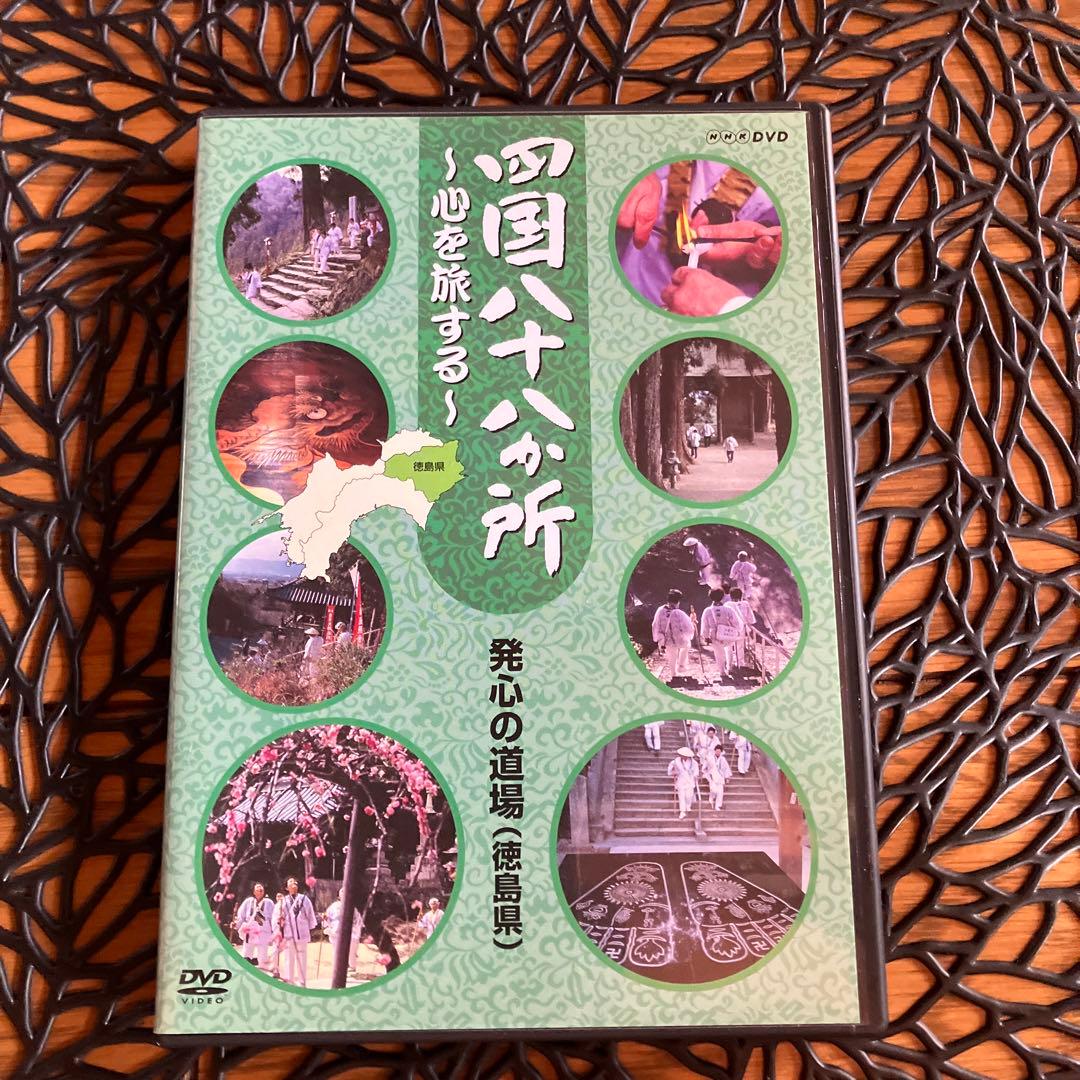 NHK DVD
四国八十八か所
～心を旅する～
徳島県
発心の道場（徳島県）
DVD
VIDEO